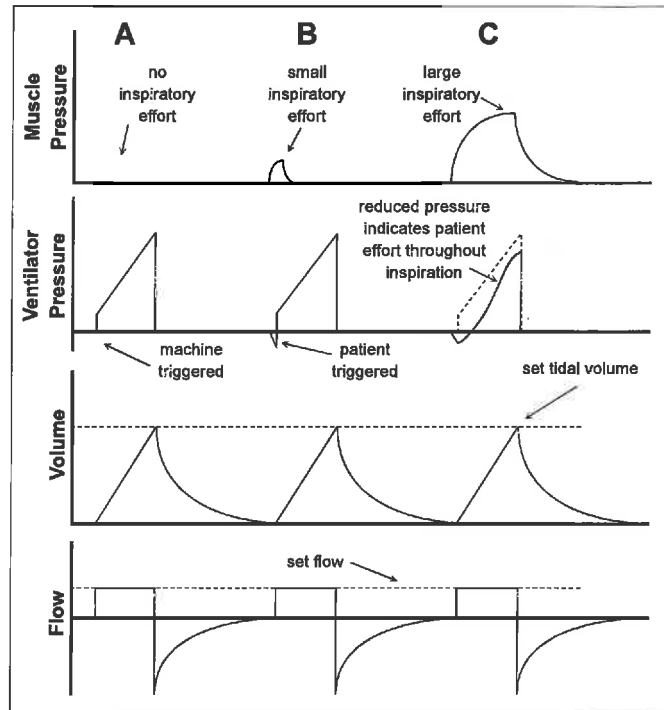 A
B
C
Muscle
Pressure
no
inspiratory
effort
small
inspiratory
effort
large
inspiratory
effort
Ventilator
Pressure
reduced pressure
indicates patient
effort throughout
inspiration
machine
triggered
patient
triggered
Volume
set tidal volume
Flow
set flow